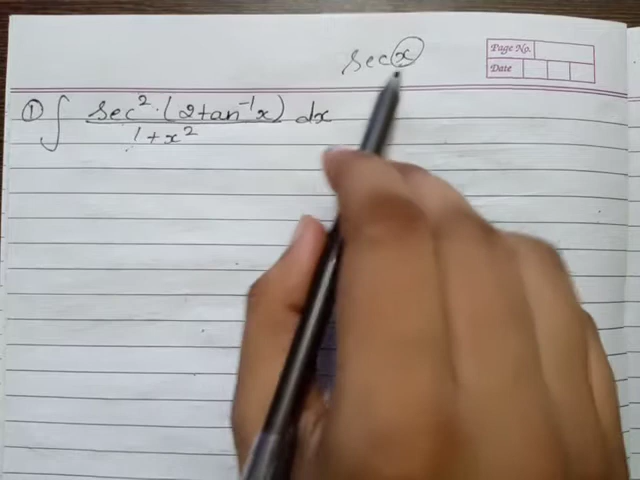 sec x
Page No.
Date
① ∫ sec² · (2tan⁻¹x) / 1 + x² dx